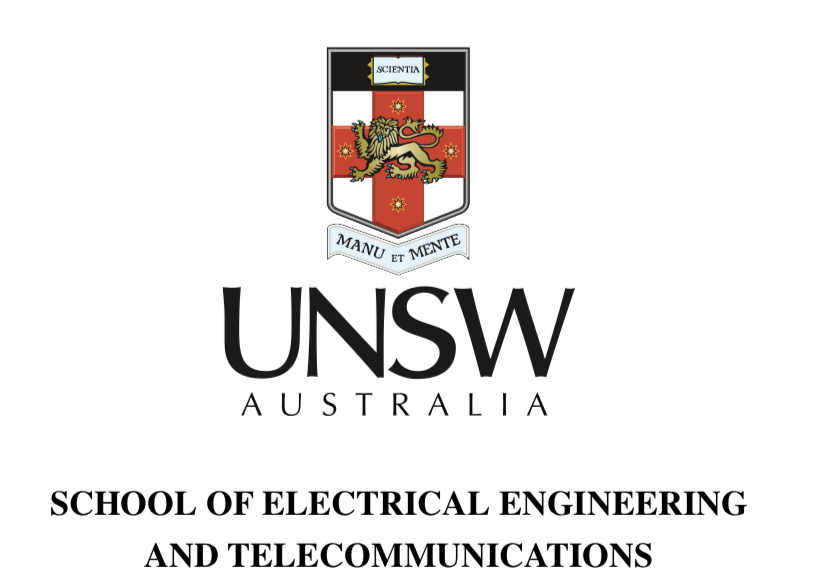 SCIENTIA
MANU ET MENTE
UNSW
AUSTRALIA
SCHOOL OF ELECTRICAL ENGINEERING
AND TELECOMMUNICATIONS